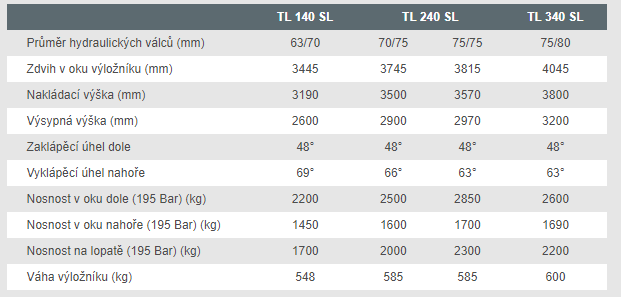 TL 140 SL TL 240 SL TL 340 SL
Průměr hydraulických válců (mm) 63/70 70/75 75/75 75/80
Zdvih v oku výložníku (mm) 3445 3745 3815 4045
Nakládací výška (mm) 3190 3500 3570 3800
Výsypná výška (mm) 2600 2900 2970 3200
Zaklápěcí úhel dole 48° 48° 48° 48°
Vyklápěcí úhel nahoře 69° 66° 63° 63°
Nosnost v oku dole (195 Bar) (kg) 2200 2500 2850 2600
Nosnost v oku nahoře (195 Bar) (kg) 1450 1600 1700 1690
Nosnost na lopatě (195 Bar) (kg) 1700 2000 2300 2200
Váha výložníku (kg) 548 585 585 600